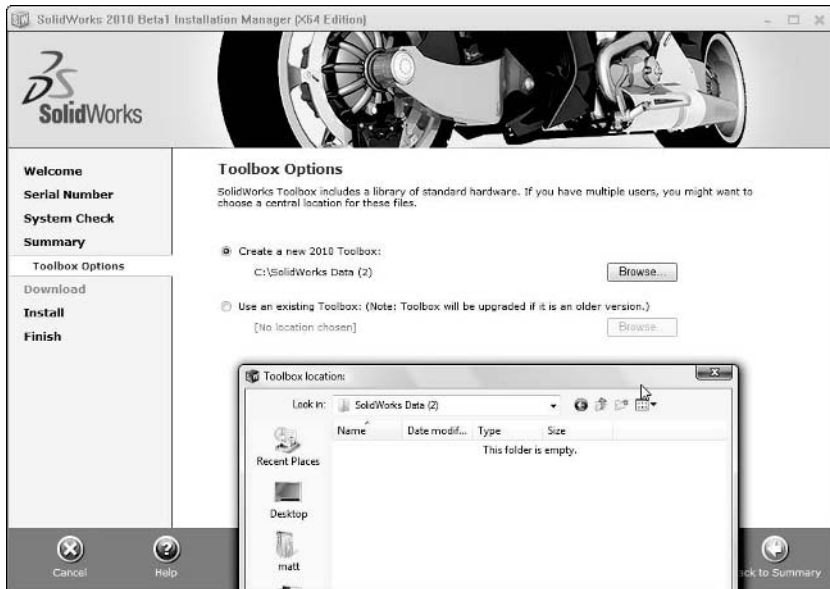 SolidWorks 2010 Beta1 Installation Manager (X64 Edition)
SolidWorks
Welcome
Serial Number
System Check
Summary
Toolbox Options
Download
Install
Finish
Toolbox Options
SolidWorks Toolbox includes a library of standard hardware. If you have multiple users, you might want to
choose a central location for these files.
Create a new 2010 Toolbox:
C:\SolidWorks Data (2)
Browse...
Use an existing Toolbox: (Note: Toolbox will be upgraded if it is an older version.)
[No location chosen]
Browse...
Toolbox location:
Look in:
SolidWorks Data (2)
Name
Date modif...
Type
Size
This folder is empty.
Recent Places
Desktop
matt
Cancel
Help
ack to Summary